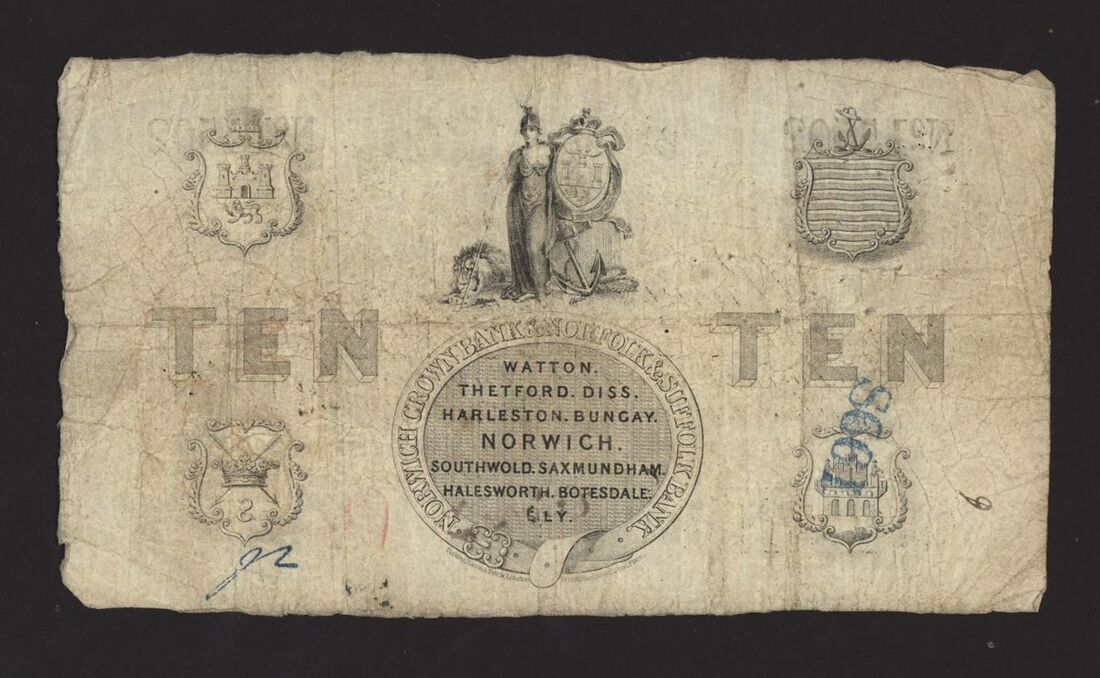 TEN
TEN
NORWICH CROWN BANK & NORFOLK & SUFFOLK BANK.
WATTON.
THETFORD. DISS.
HARLESTON. BUNGAY.
NORWICH.
SOUTHWOLD. SAXMUNDHAM.
HALESWORTH. BOTESDALE.
ELY.
S